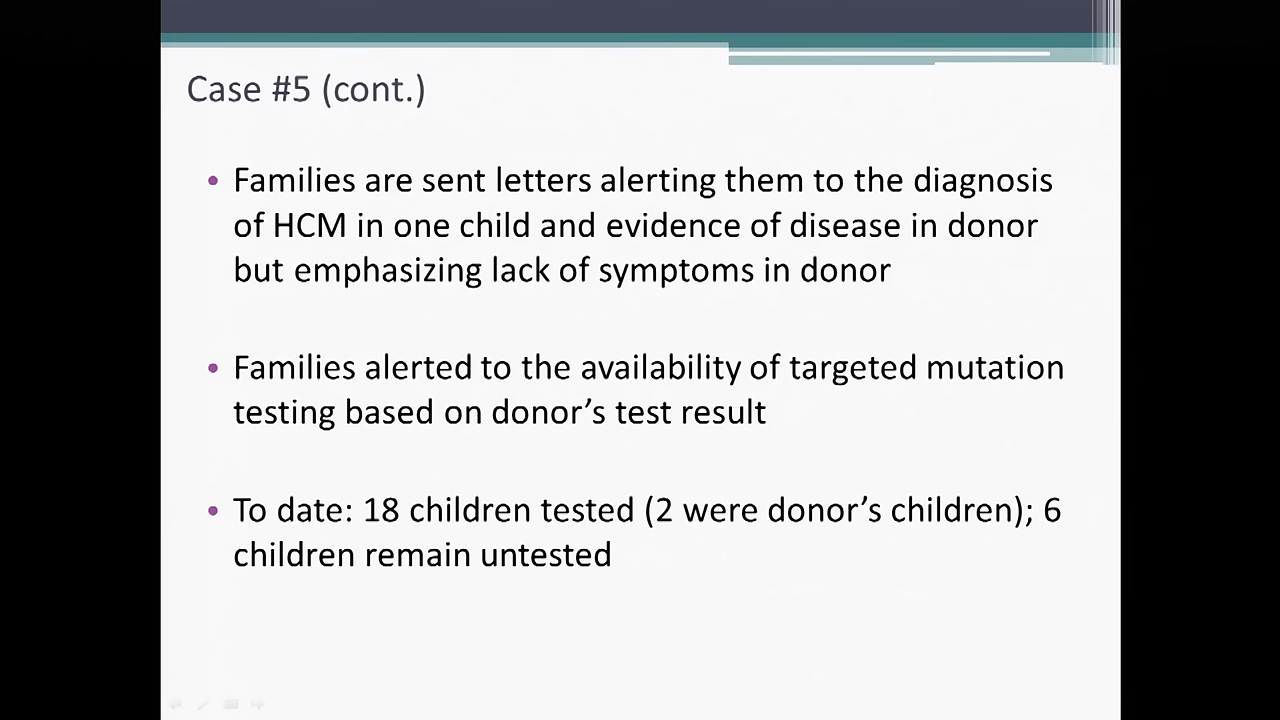 Case #5 (cont.)
• Families are sent letters alerting them to the diagnosis
of HCM in one child and evidence of disease in donor
but emphasizing lack of symptoms in donor
• Families alerted to the availability of targeted mutation
testing based on donor’s test result
• To date: 18 children tested (2 were donor’s children); 6
children remain untested